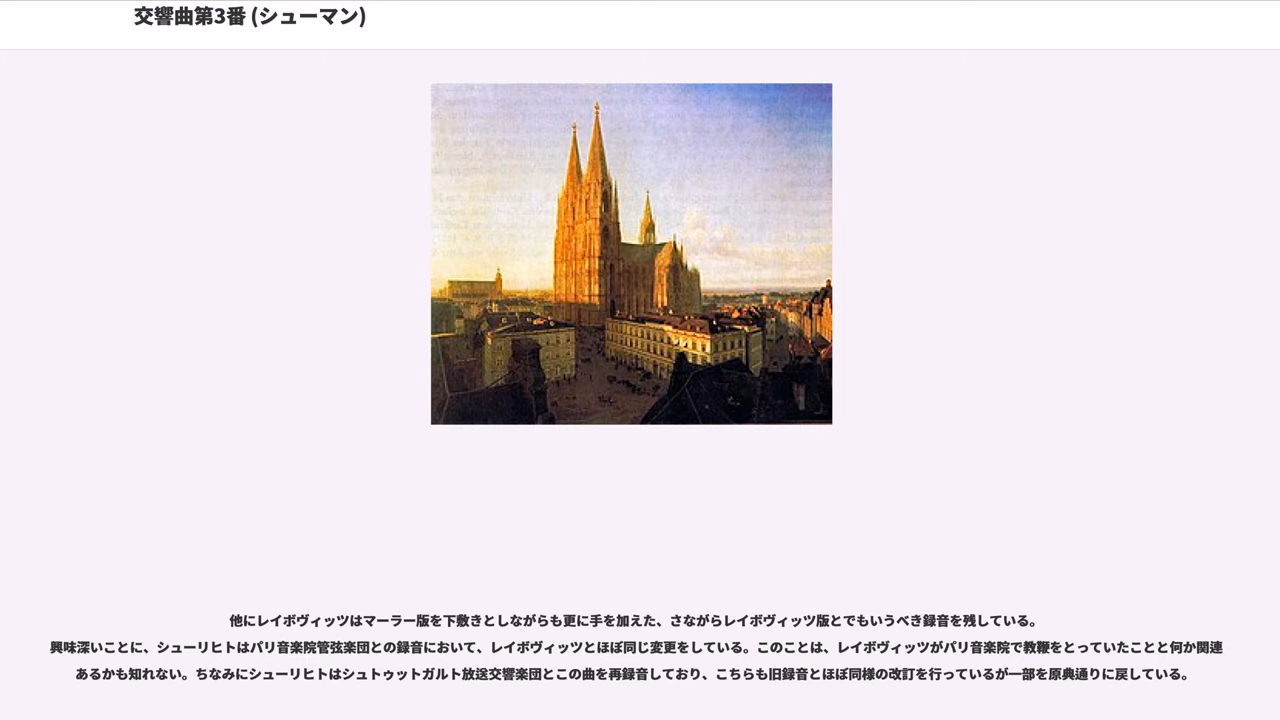 交響曲第3番 (シューマン)
他にレイボヴィッツはマーラー版を下敷きとしながらも更に手を加えた、さながらレイボヴィッツ版とでもいうべき録音を残している。
興味深いことに、シューリヒトはパリ音楽院管弦楽団との録音において、レイボヴィッツとほぼ同じ変更をしている。このことは、レイボヴィッツがパリ音楽院で教鞭をとっていたことと何か関連
あるかも知れない。ちなみにシューリヒトはシュトゥットガルト放送交響楽団とこの曲を再録音しており、こちらも旧録音とほぼ同様の改訂を行っているが一部を原典通りに戻している。